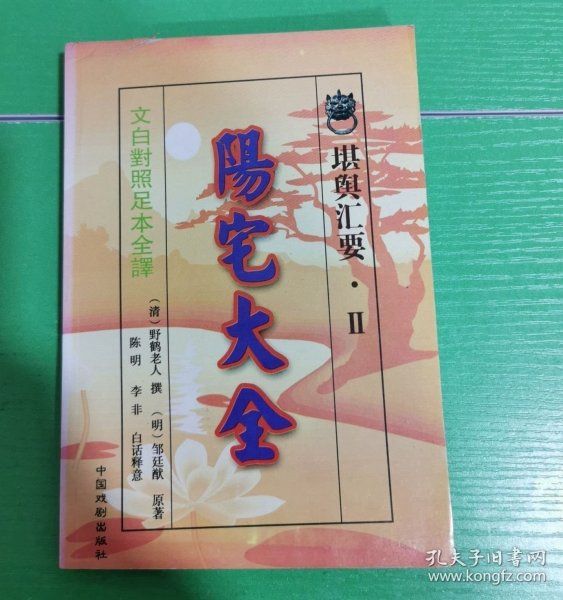 堪舆汇要·II
陽宅大全
文白對照足本全譯
（清）野鹤老人 撰 （明）邹廷猷 原著
陈明 李非 白话释意
中国戏剧出版社
孔夫子旧书网
www.kongfz.com